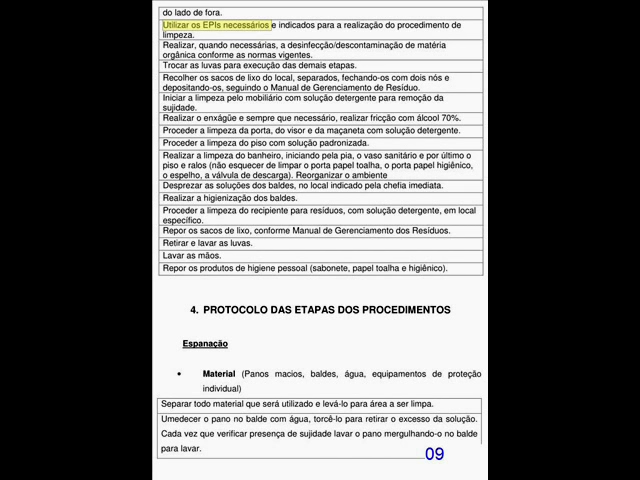 do lado de fora.
Utilizar os EPIs necessários e indicados para a realização do procedimento de
limpeza.
Realizar, quando necessárias, a desinfecção/descontaminação de matéria
orgânica conforme as normas vigentes.
Trocar as luvas para execução das demais etapas.
Recolher os sacos de lixo do local, separados, fechando-os com dois nós e
depositando-os, seguindo o Manual de Gerenciamento de Resíduo.
Iniciar a limpeza pelo mobiliário com solução detergente para remoção da
sujidade.
Realizar o enxágüe e sempre que necessário, realizar fricção com álcool 70%.
Proceder a limpeza da porta, do visor e da maçaneta com solução detergente.
Proceder a limpeza do piso com solução padronizada.
Realizar a limpeza do banheiro, iniciando pela pia, o vaso sanitário e por último o
piso e ralos (não esquecer de limpar o porta papel toalha, o porta papel higiênico,
o espelho, a válvula de descarga). Reorganizar o ambiente
Desprezar as soluções dos baldes, no local indicado pela chefia imediata.
Realizar a higienização dos baldes.
Proceder a limpeza do recipiente para resíduos, com solução detergente, em local
específico.
Repor os sacos de lixo, conforme Manual de Gerenciamento dos Resíduos.
Retirar e lavar as luvas.
Lavar as mãos.
Repor os produtos de higiene pessoal (sabonete, papel toalha e higiênico).
4. PROTOCOLO DAS ETAPAS DOS PROCEDIMENTOS
Espanação
• Material (Panos macios, baldes, água, equipamentos de proteção
individual)
Separar todo material que será utilizado e levá-lo para área a ser limpa.
Umedecer o pano no balde com água, torcê-lo para retirar o excesso da solução.
Cada vez que verificar presença de sujidade lavar o pano mergulhando-o no balde
para lavar.
09